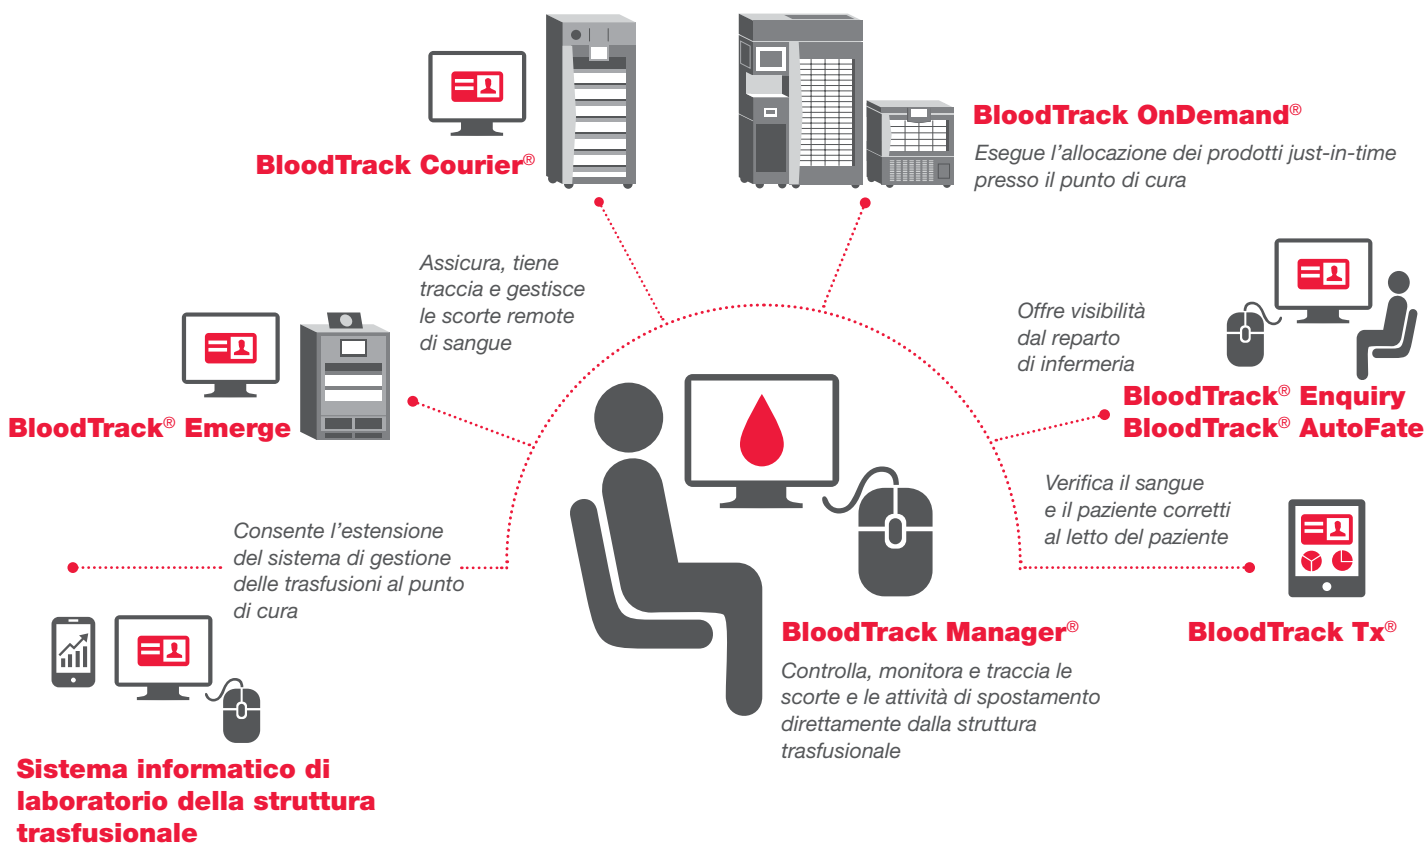 BloodTrack Courier®
BloodTrack OnDemand®
Esegue l’allocazione dei prodotti just-in-time
presso il punto di cura
Assicura, tiene
traccia e gestisce
le scorte remote
di sangue
BloodTrack® Emerge
Offre visibilità
dal reparto
di infermeria
BloodTrack® Enquiry
BloodTrack® AutoFate
Verifica il sangue
e il paziente corretti
al letto del paziente
BloodTrack Tx®
Consente l’estensione
del sistema di gestione
delle trasfusioni al punto
di cura
BloodTrack Manager®
Controlla, monitora e traccia le
scorte e le attività di spostamento
direttamente dalla struttura
trasfusionale
Sistema informatico di
laboratorio della struttura
trasfusionale